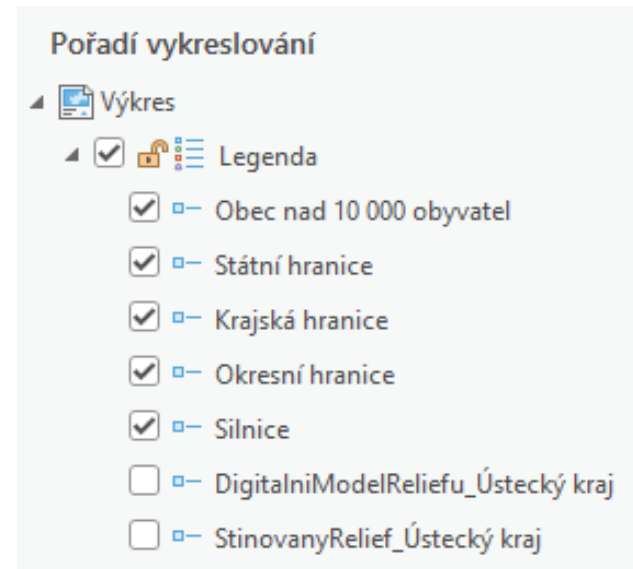 Pořadí vykreslování
Výkres
Legenda
Obec nad 10 000 obyvatel
Státní hranice
Krajská hranice
Okresní hranice
Silnice
DigitalniModelReliefu_Ústecký kraj
StinovanyRelief_Ústecký kraj